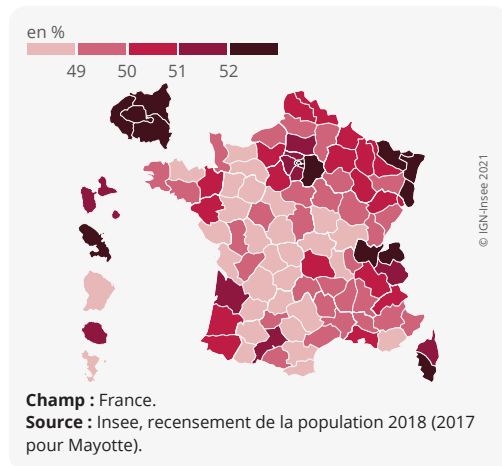 en %
49 50 51 52
© IGN-Insee 2021
Champ : France.
Source : Insee, recensement de la population 2018 (2017
pour Mayotte).